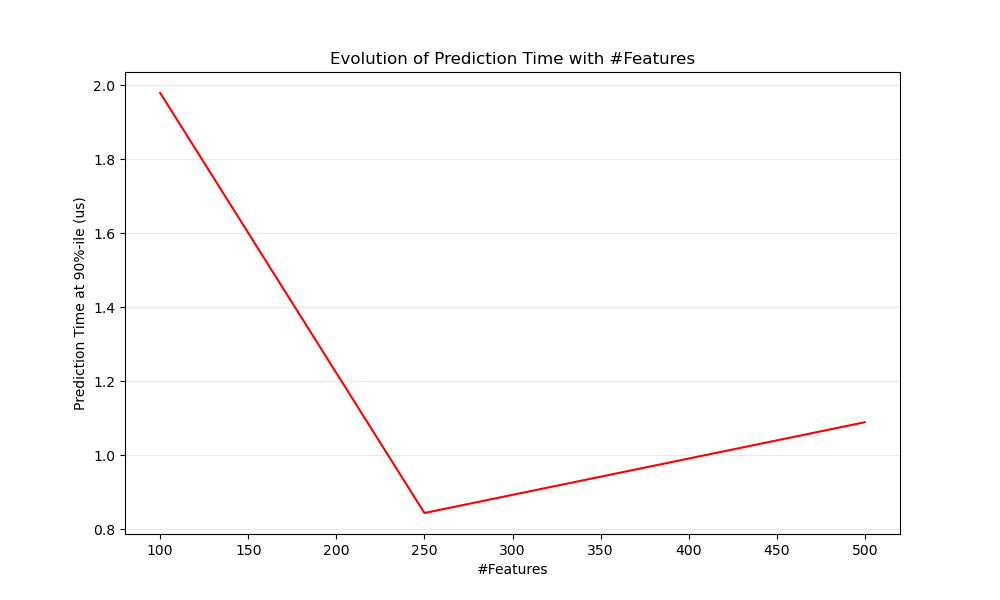 Evolution of Prediction Time with #Features
Prediction Time at 90%-ile (us)
2.0
1.8
1.6
1.4
1.2
1.0
0.8
100 150 200 250 300 350 400 450 500
#Features